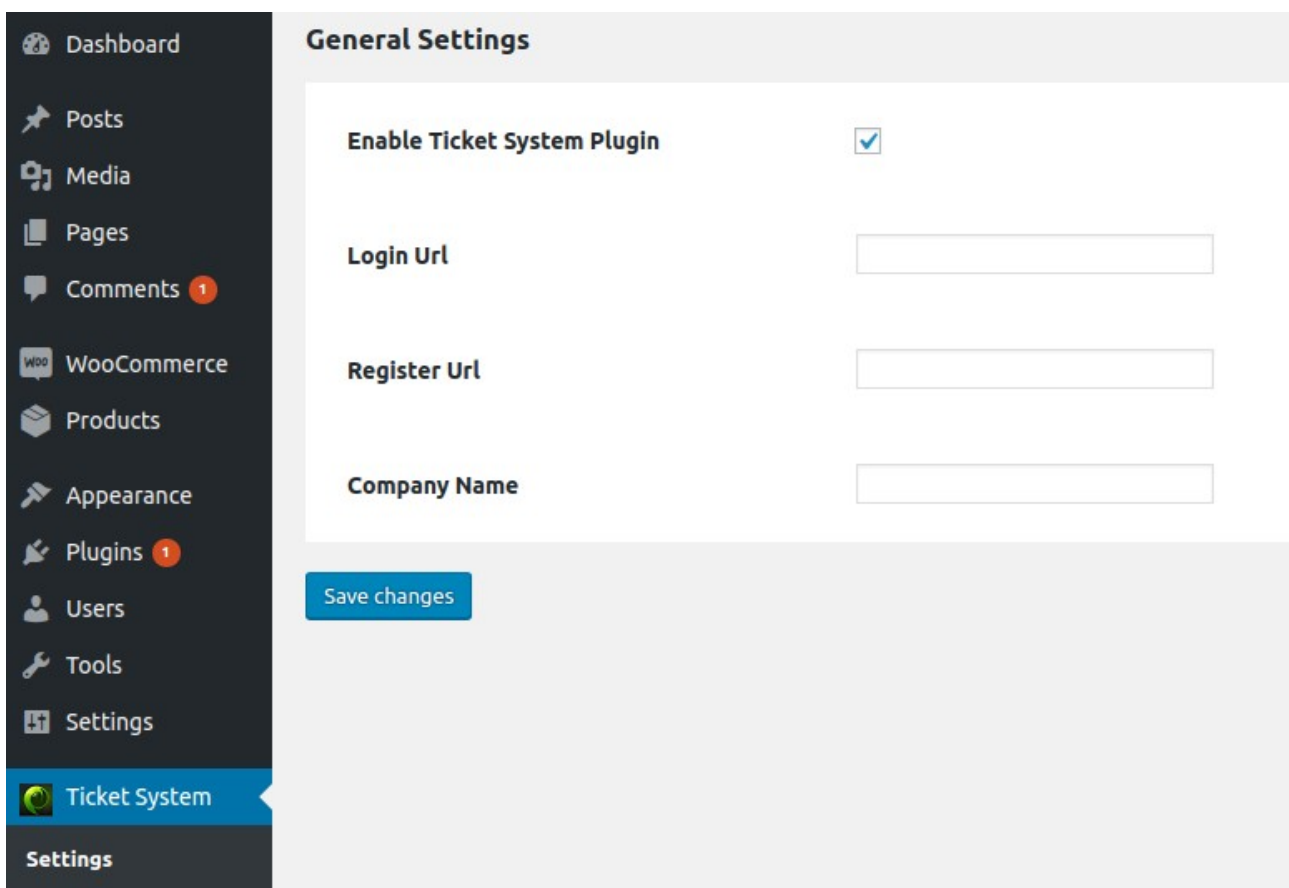 Dashboard
Posts
Media
Pages
Comments 1
WOO WooCommerce
Products
Appearance
Plugins 1
Users
Tools
Settings
Ticket System
Settings
General Settings
Enable Ticket System Plugin
Login Url
Register Url
Company Name
Save changes